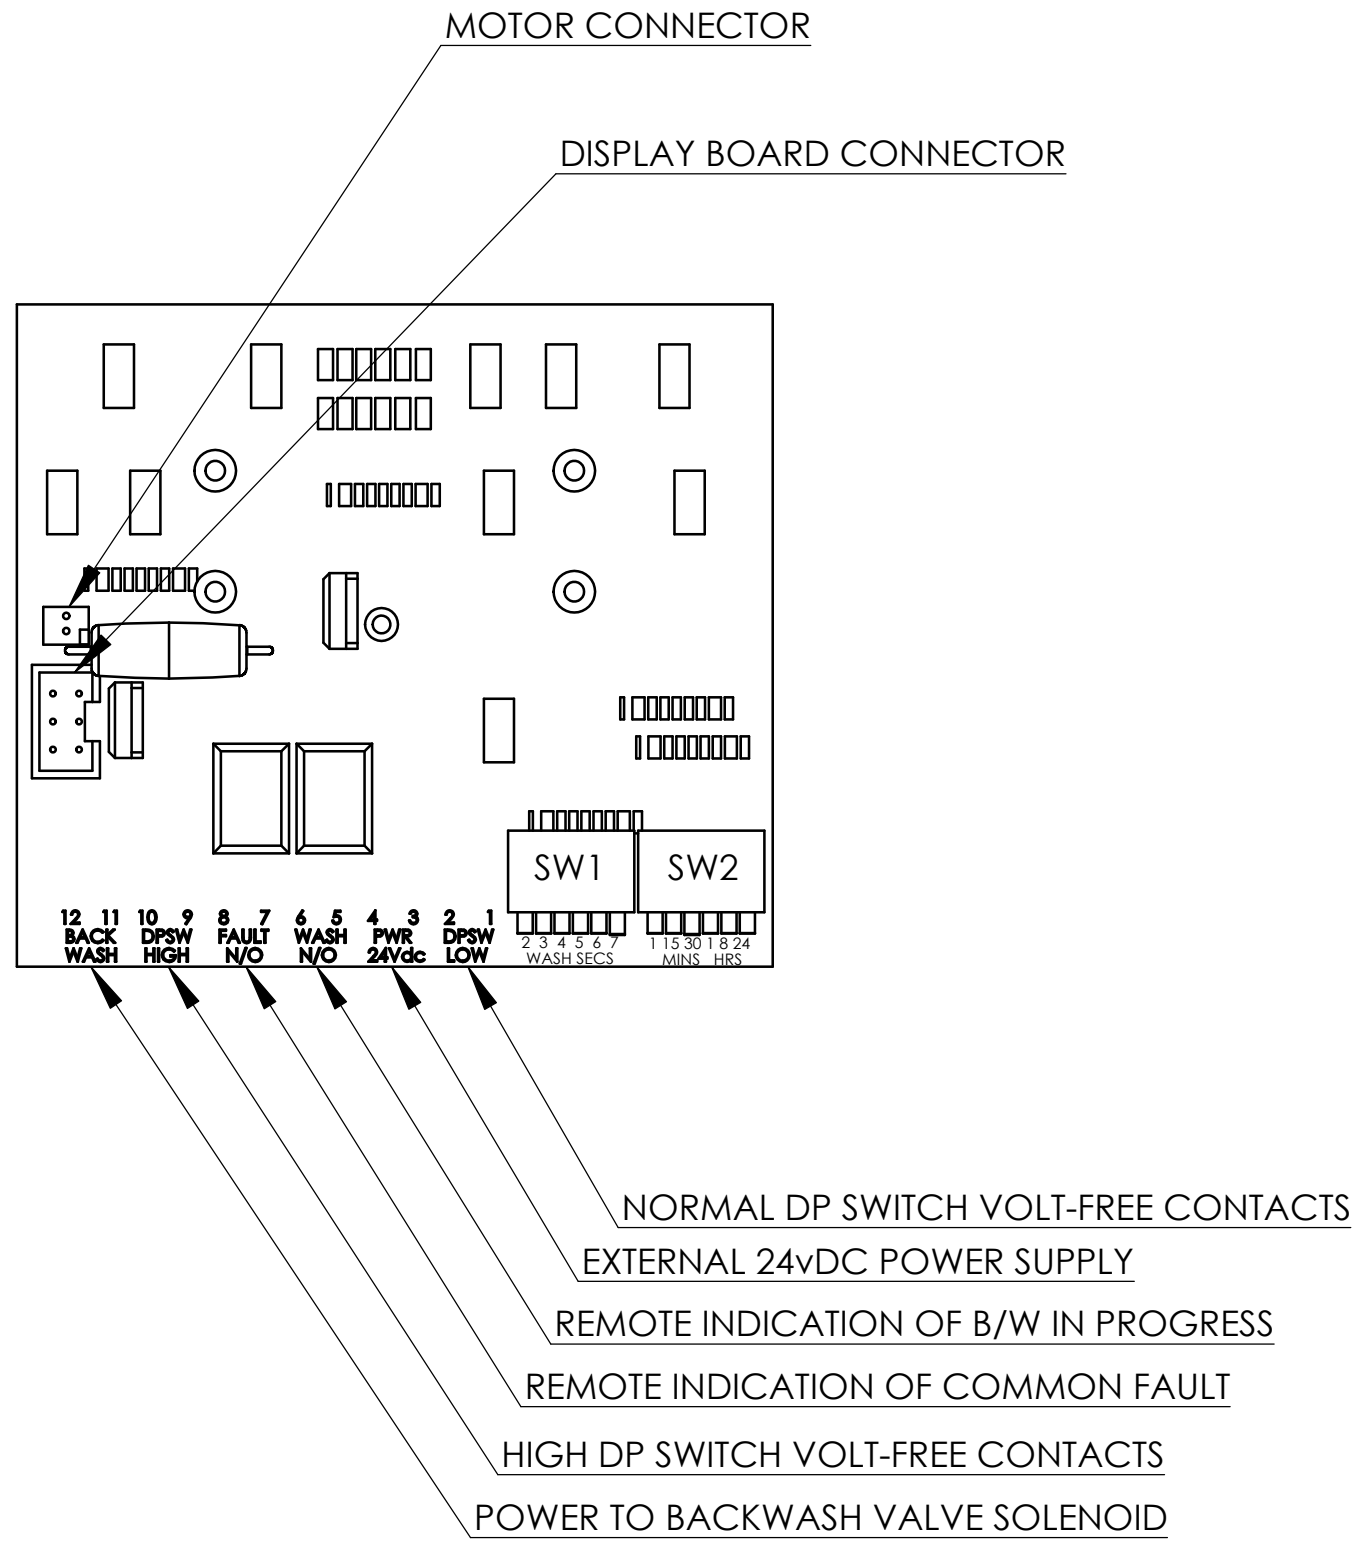 MOTOR CONNECTOR
DISPLAY BOARD CONNECTOR
SW1 SW2
12 11 10 9 8 7 6 5 4 3 2 1
BACK DPSW FAULT WASH PWR DPSW
WASH HIGH N/O N/O 24Vdc LOW
2 3 4 5 6 7 1 15 30 1 8 24
WASH SECS MINS HRS
NORMAL DP SWITCH VOLT-FREE CONTACTS
EXTERNAL 24vDC POWER SUPPLY
REMOTE INDICATION OF B/W IN PROGRESS
REMOTE INDICATION OF COMMON FAULT
HIGH DP SWITCH VOLT-FREE CONTACTS
POWER TO BACKWASH VALVE SOLENOID